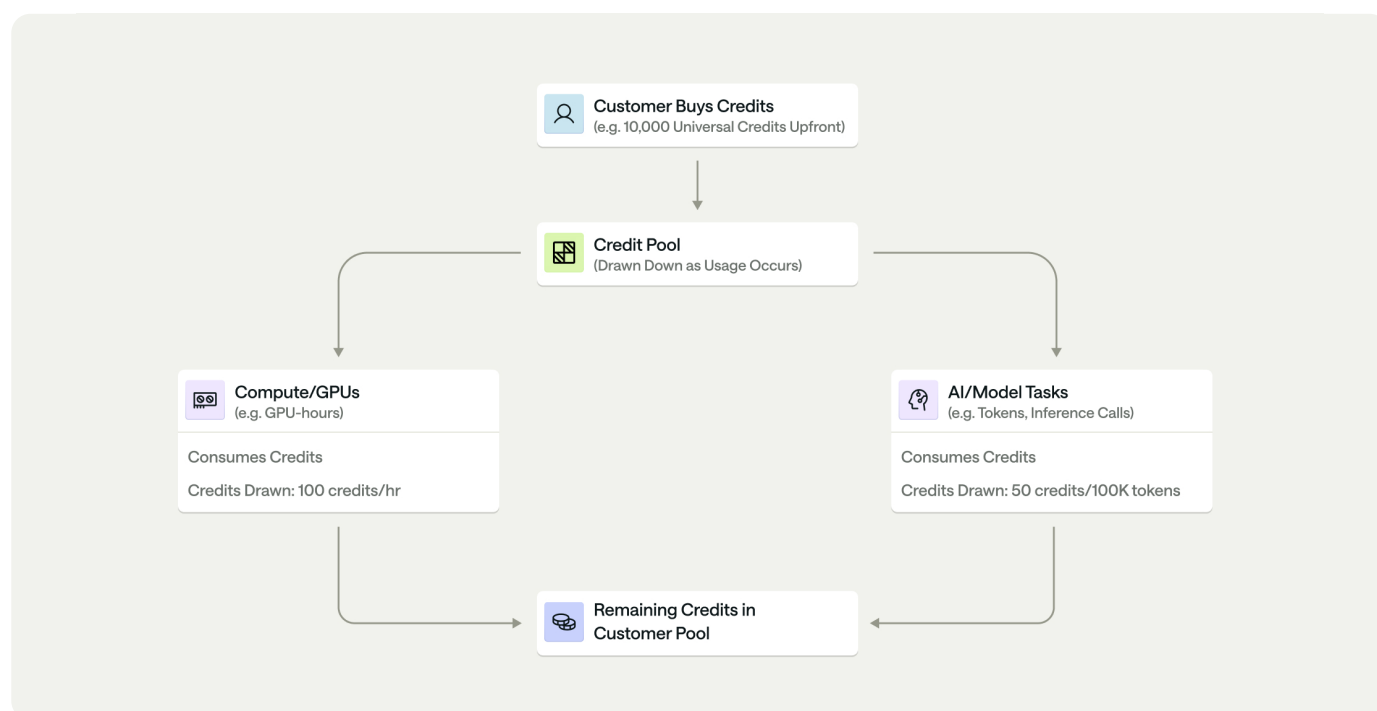 Customer Buys Credits
(e.g. 10,000 Universal Credits Upfront)
Credit Pool
(Drawn Down as Usage Occurs)
Compute/GPUs
(e.g. GPU-hours)
Consumes Credits
Credits Drawn: 100 credits/hr
AI/Model Tasks
(e.g. Tokens, Inference Calls)
Consumes Credits
Credits Drawn: 50 credits/100K tokens
Remaining Credits in
Customer Pool